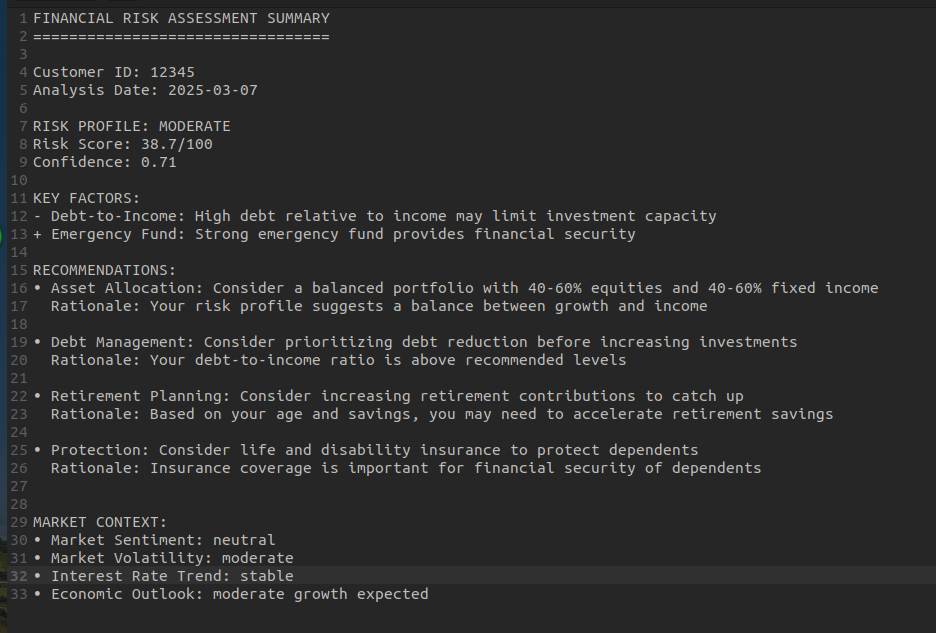 1 FINANCIAL RISK ASSESSMENT SUMMARY
2 =================================
3
4 Customer ID: 12345
5 Analysis Date: 2025-03-07
6
7 RISK PROFILE: MODERATE
8 Risk Score: 38.7/100
9 Confidence: 0.71
10
11 KEY FACTORS:
12 - Debt-to-Income: High debt relative to income may limit investment capacity
13 + Emergency Fund: Strong emergency fund provides financial security
14
15 RECOMMENDATIONS:
16 • Asset Allocation: Consider a balanced portfolio with 40-60% equities and 40-60% fixed income
17   Rationale: Your risk profile suggests a balance between growth and income
18
19 • Debt Management: Consider prioritizing debt reduction before increasing investments
20   Rationale: Your debt-to-income ratio is above recommended levels
21
22 • Retirement Planning: Consider increasing retirement contributions to catch up
23   Rationale: Based on your age and savings, you may need to accelerate retirement savings
24
25 • Protection: Consider life and disability insurance to protect dependents
26   Rationale: Insurance coverage is important for financial security of dependents
27
28
29 MARKET CONTEXT:
30 • Market Sentiment: neutral
31 • Market Volatility: moderate
32 • Interest Rate Trend: stable
33 • Economic Outlook: moderate growth expected